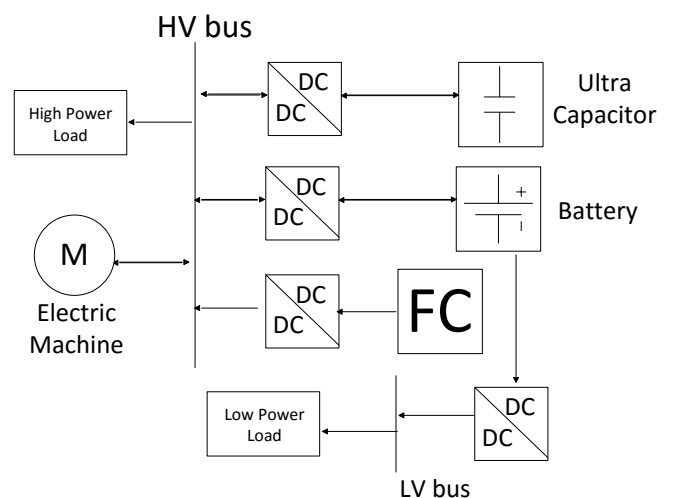 HV bus
DC
DC
Ultra
Capacitor
High Power
Load
DC
DC
+
-
Battery
M
Electric
Machine
DC
DC
FC
Low Power
Load
DC
DC
LV bus